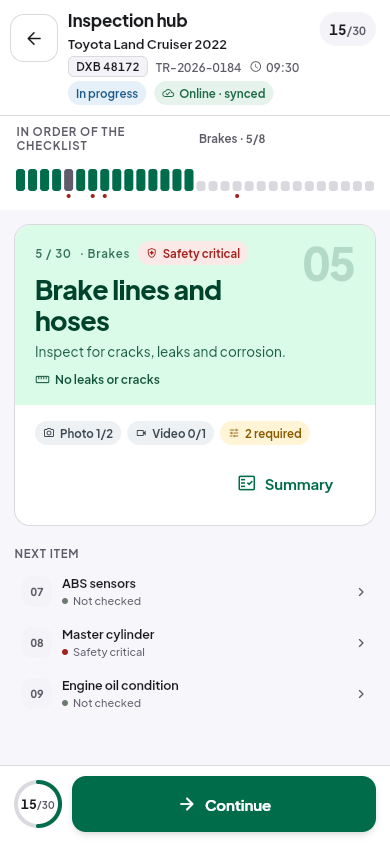 Inspection hub
15/30
Toyota Land Cruiser 2022
DXB 48172 TR-2026-0184 09:30
In progress Online · synced
IN ORDER OF THE CHECKLIST
Brakes · 5/8
5 / 30 · Brakes Safety critical
05
Brake lines and
hoses
Inspect for cracks, leaks and corrosion.
No leaks or cracks
Photo 1/2 Video 0/1 2 required
Summary
NEXT ITEM
07 ABS sensors
Not checked
08 Master cylinder
Safety critical
09 Engine oil condition
Not checked
15/30 Continue